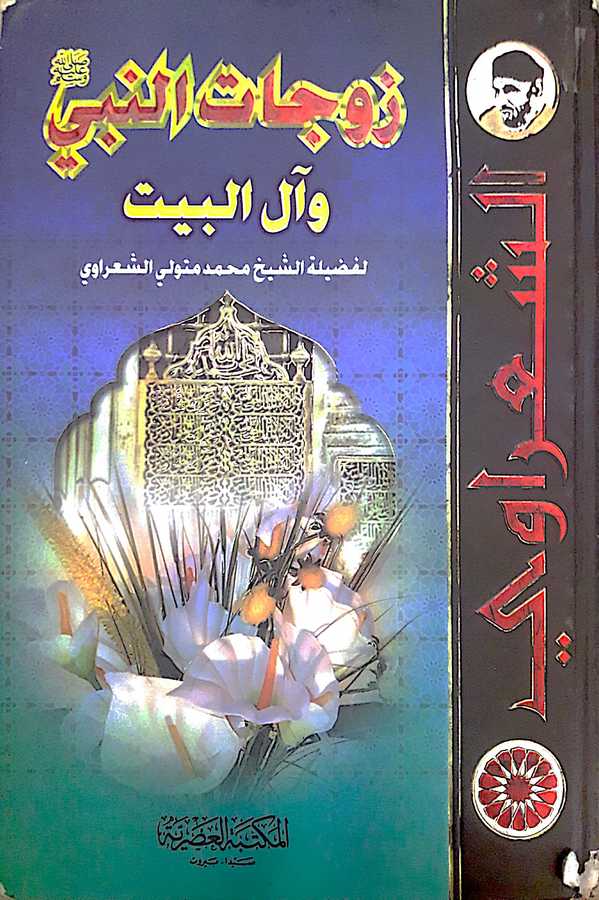 زوجات النبي ﷺ
وآل البيت
لفضيلة الشيخ محمد متولي الشعراوي
المكتبة العصرية
صيدا - بيروت
الشعراوي